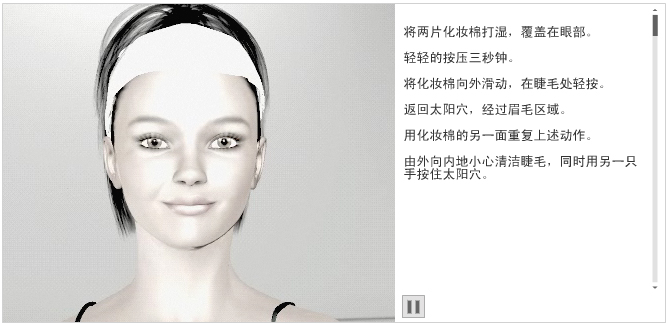 将两片化妆棉打湿，覆盖在眼部。
轻轻的按压三秒钟。
将化妆棉向外滑动，在睫毛处轻按。
返回太阳穴，经过眉毛区域。
用化妆棉的另一面重复上述动作。
由外向内地小心清洁睫毛，同时用另一只
手按住太阳穴。